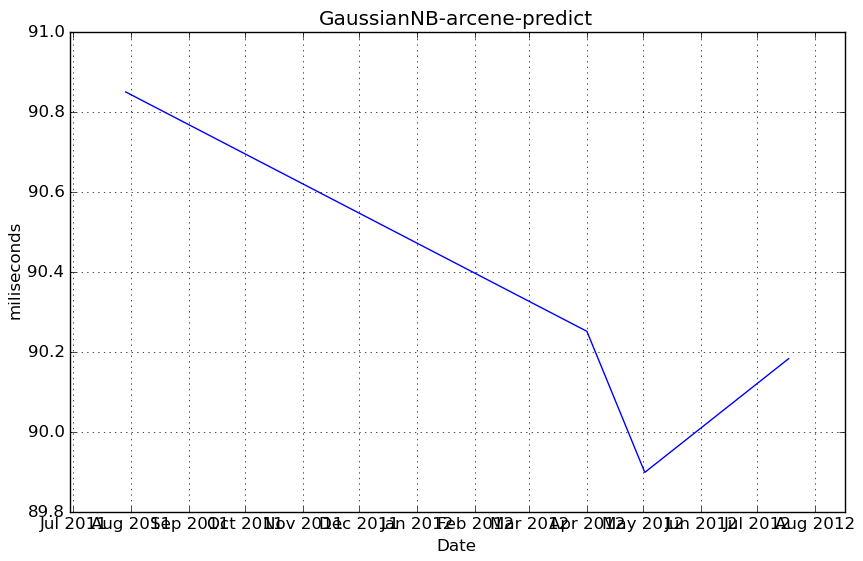 GaussianNB-arcene-predict
91.0
90.8
90.6
90.4
90.2
90.0
89.8
miliseconds
Jul 2011 Aug 2011 Sep 2011 Oct 2011 Nov 2011 Dec 2011 Jan 2012 Feb 2012 Mar 2012 Apr 2012 May 2012 Jun 2012 Jul 2012 Aug 2012
Date